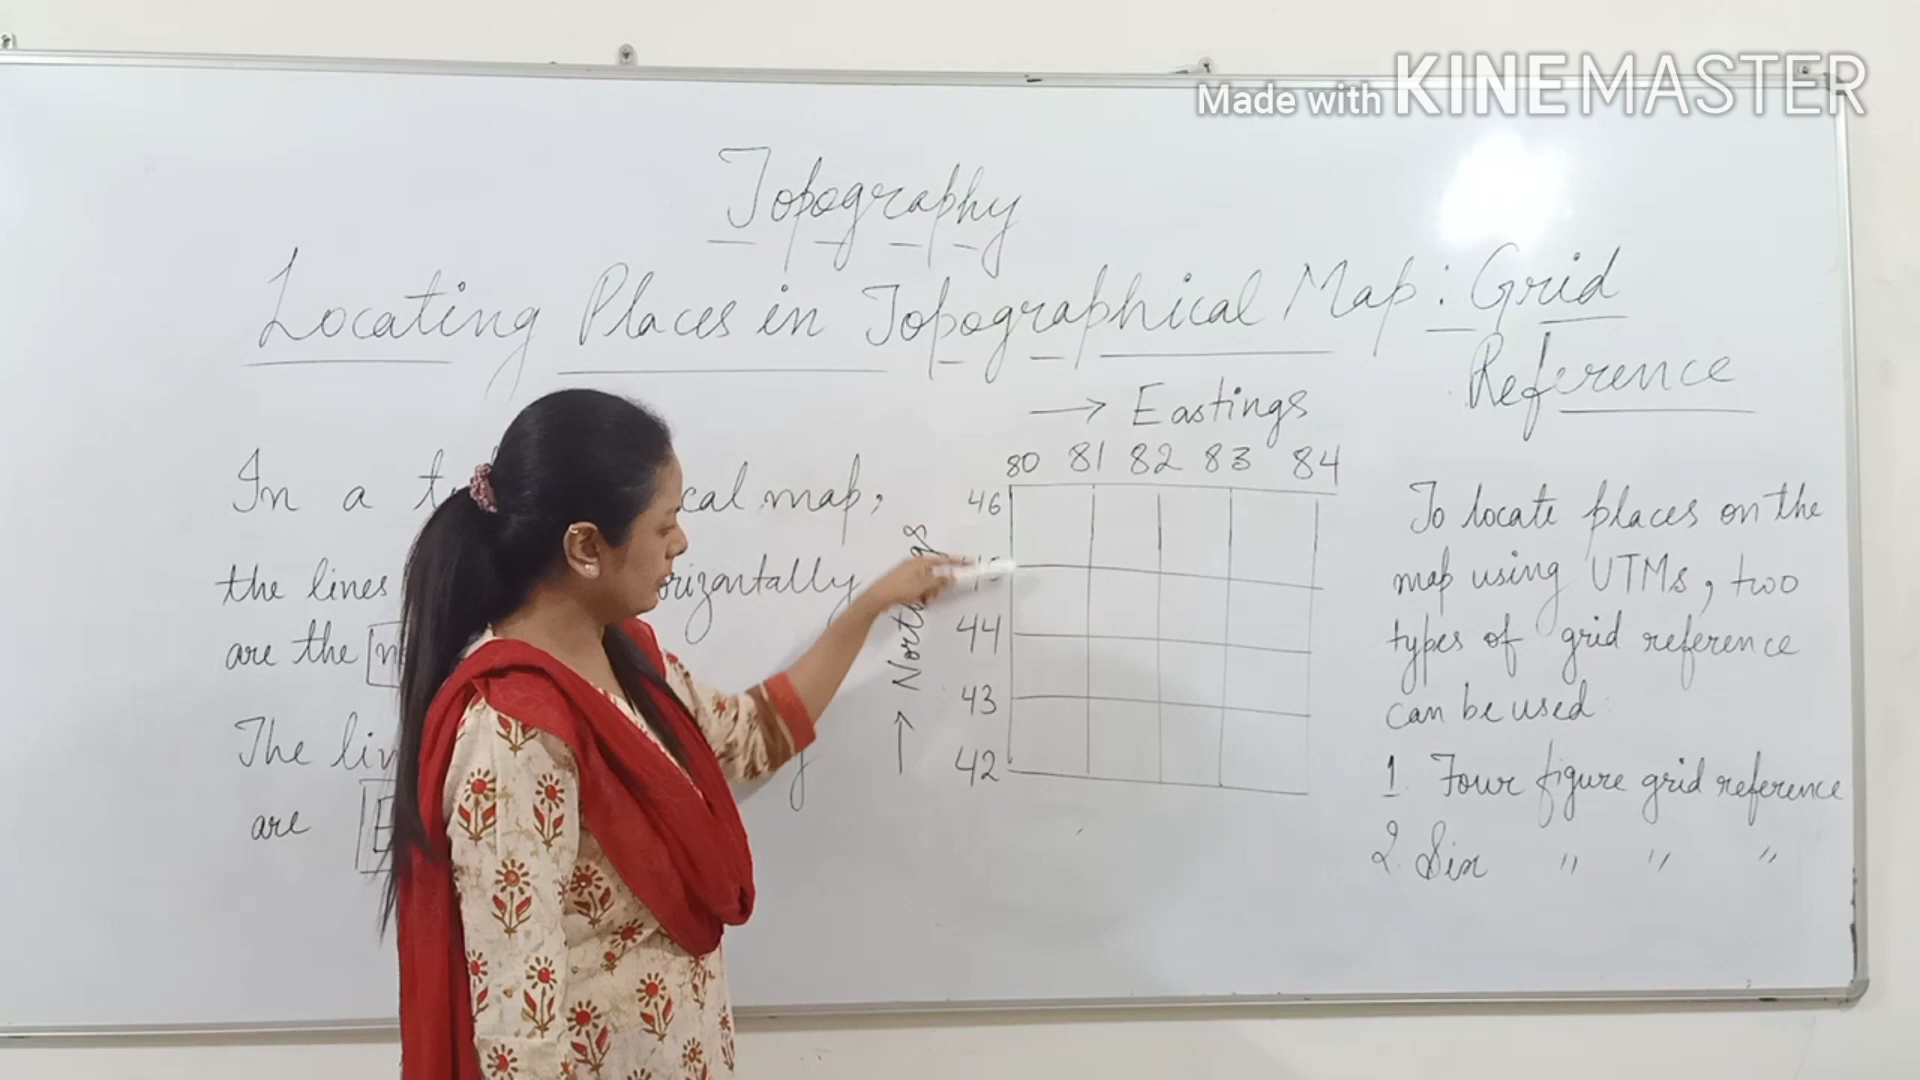 Made with KINEMASTER
Topography
Locating Places in Topographical Map : Grid
Reference
In a cal map,
the lines rizontally
are the
The
are
→ Eastings
80 81 82 83 84
46
44
43
42
→
To locate places on the
map using UTMs, two
types of grid reference
can be used
1. Four figure grid reference
2. Six " " "